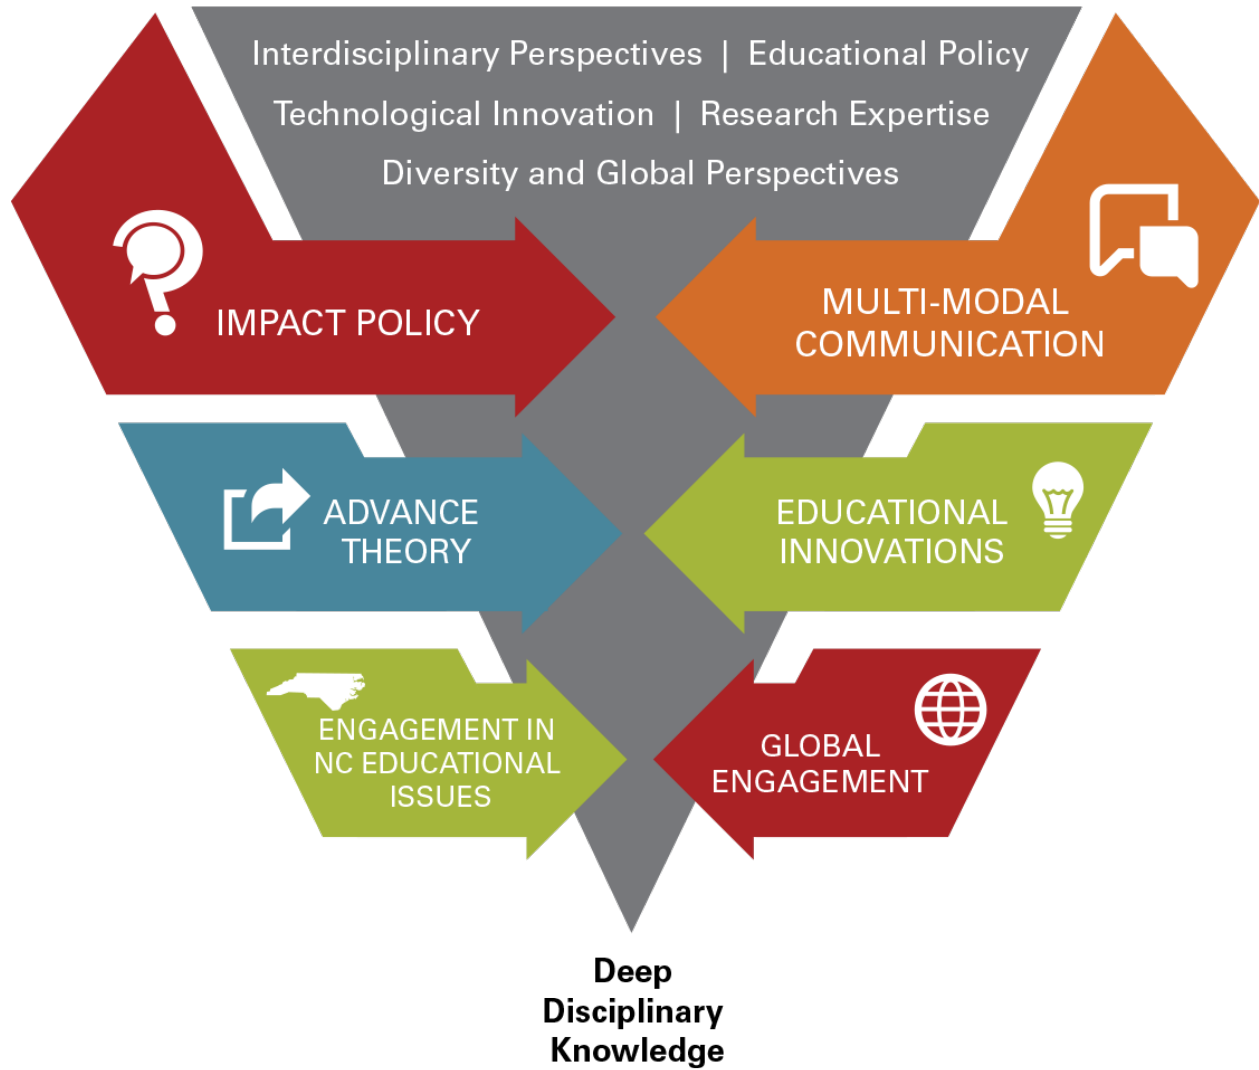 Interdisciplinary Perspectives | Educational Policy
Technological Innovation | Research Expertise
Diversity and Global Perspectives
IMPACT POLICY
MULTI-MODAL
COMMUNICATION
ADVANCE
THEORY
EDUCATIONAL
INNOVATIONS
ENGAGEMENT IN
NC EDUCATIONAL
ISSUES
GLOBAL
ENGAGEMENT
Deep
Disciplinary
Knowledge